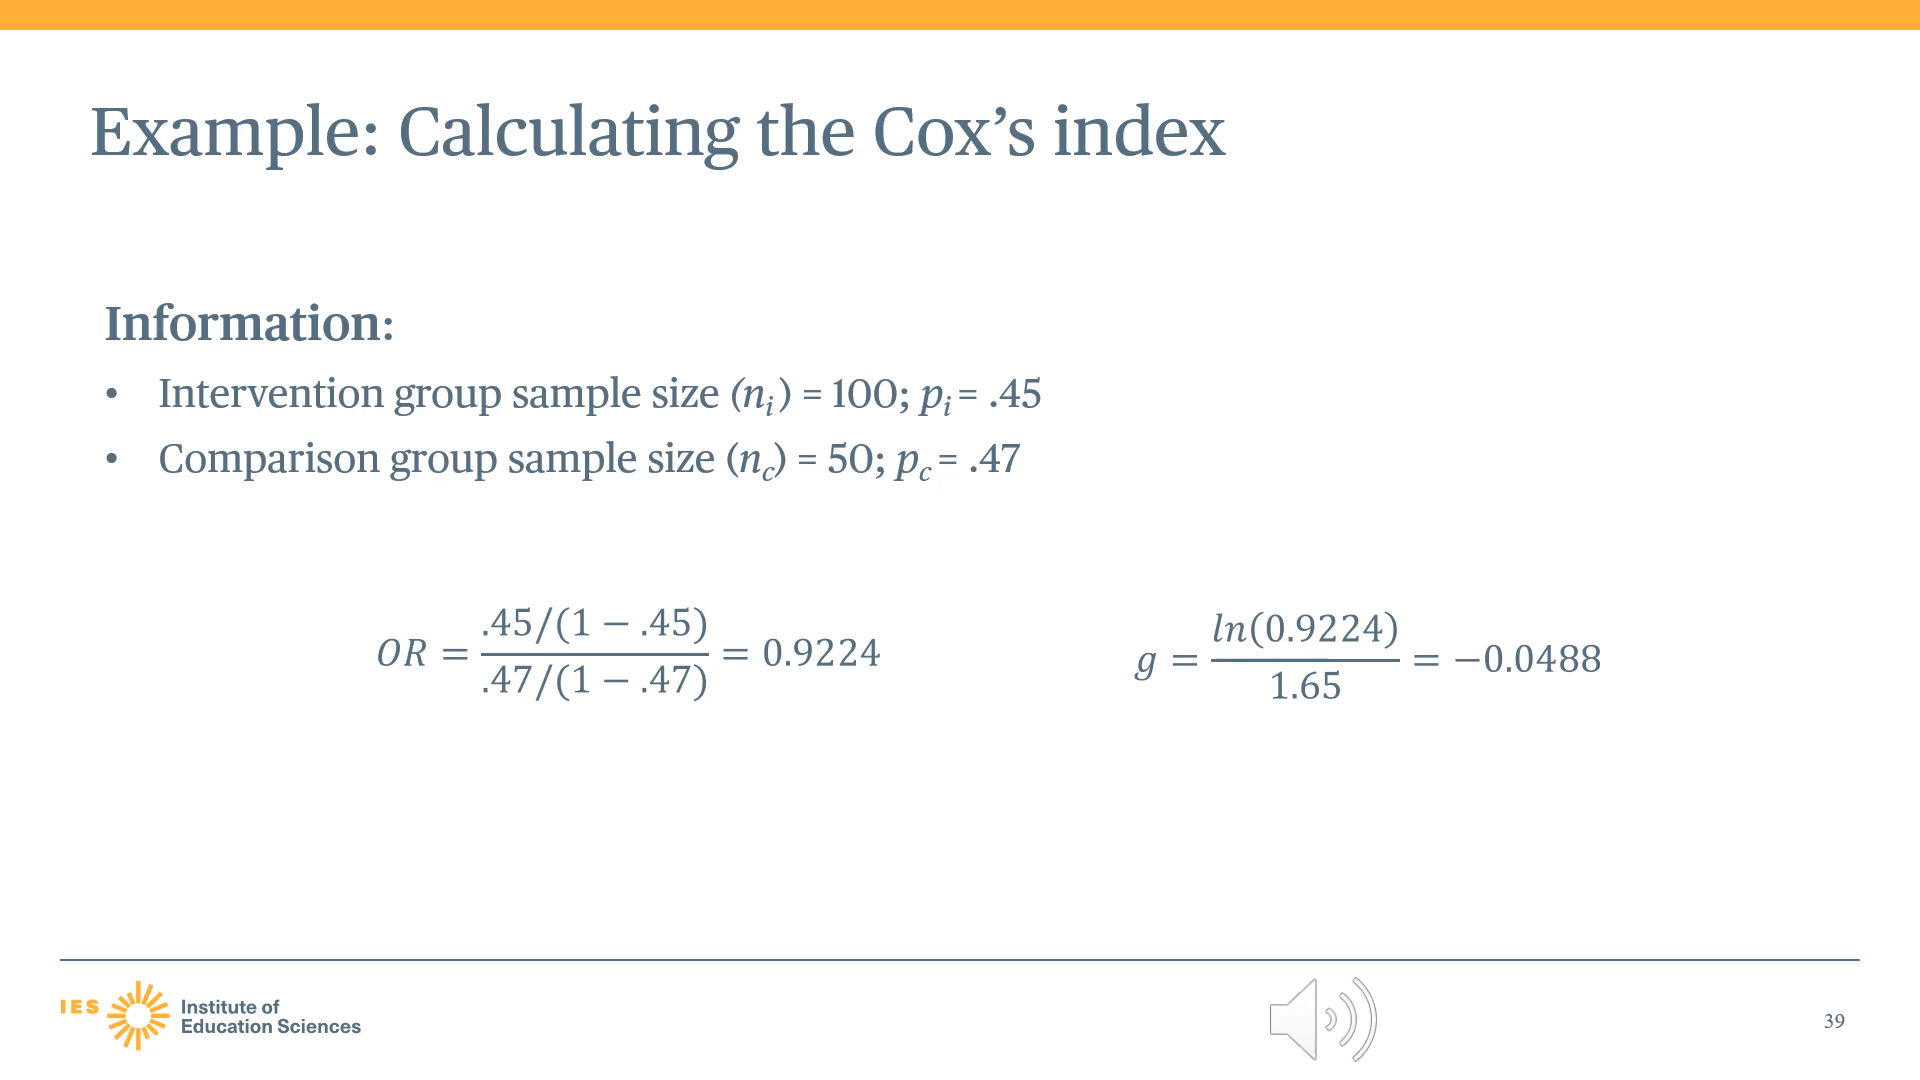 Example: Calculating the Cox’s index
Information:
• Intervention group sample size (nᵢ) = 100; pᵢ = .45
• Comparison group sample size (n_c) = 50; p_c = .47
OR = .45/(1 − .45) / .47/(1 − .47) = 0.9224
g = ln(0.9224) / 1.65 = −0.0488
IES Institute of
Education Sciences
39